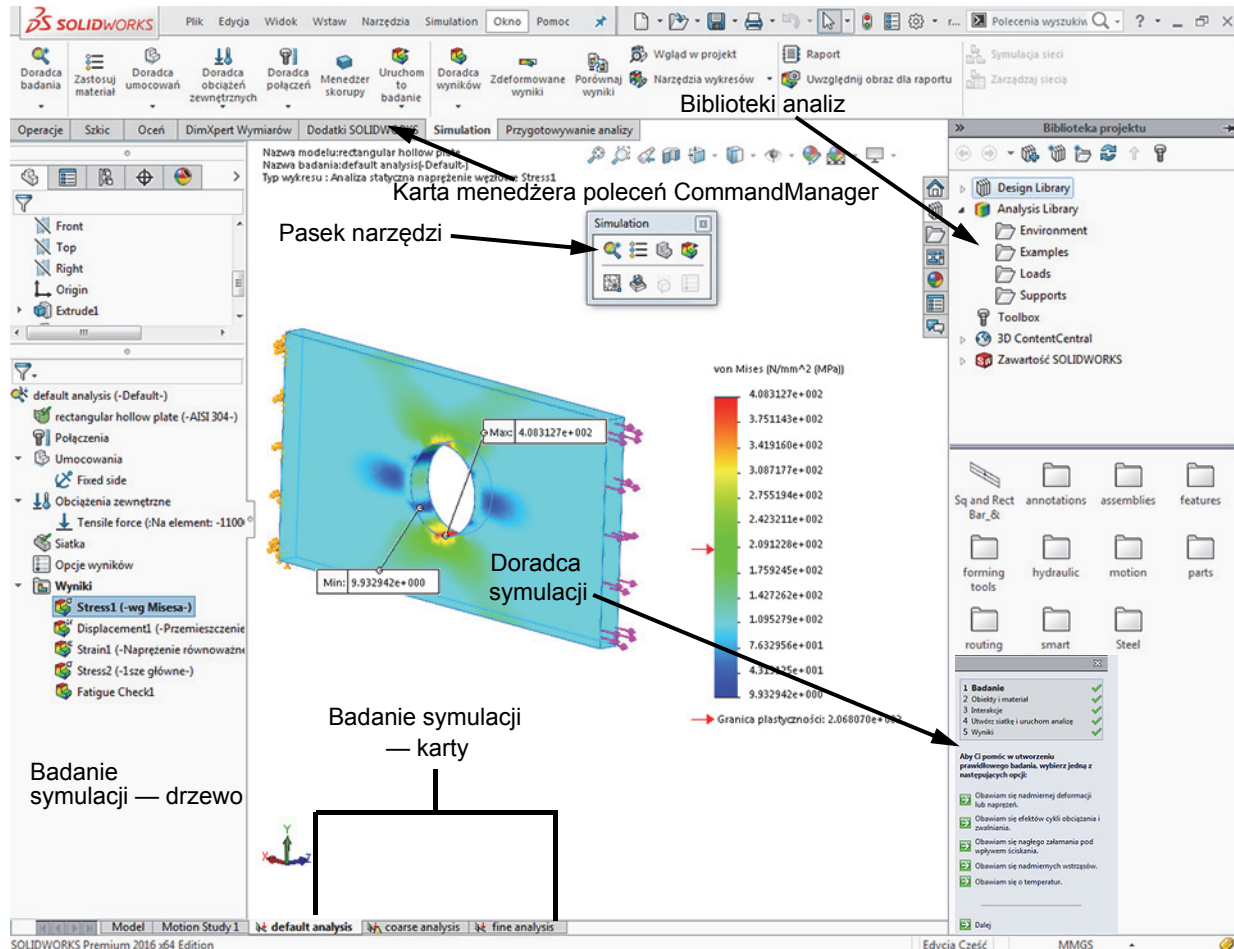 SOLIDWORKS
Plik Edycja Widok Wstaw Narzędzia Simulation Okno Pomoc
r...
Polecenia wyszukiw
Doradca badania
Zastosuj materiał
Doradca umocowań
Doradca obciążeń zewnętrznych
Doradca połączeń
Menedżer skorupy
Uruchom to badanie
Doradca wyników
Zdeformowane wyniki
Porównaj wyniki
Wgląd w projekt
Narzędzia wykresów
Raport
Uwzględnij obraz dla raportu
Symulacja sieci
Zarządzaj siecią
Biblioteki analiz
Operacje Szkic Oceń DimXpert Wymiarów Dodatki SOLIDWORKS Simulation Przygotowywanie analizy
Biblioteka projektu
Nazwa modelu:rectangular hollow plate
Nazwa badania:default analysis(-Default-)
Typ wykresu : Analiza statyczna naprężenie węzłowe Stress1
Karta menedżera poleceń CommandManager
Pasek narzędzi
Simulation
Front
Top
Right
Origin
Extrude1
Design Library
Analysis Library
Environment
Examples
Loads
Supports
Toolbox
3D ContentCentral
Zawartość SOLIDWORKS
default analysis (-Default-)
rectangular hollow plate (-AISI 304-)
Połączenia
Umocowania
Fixed side
Obciążenia zewnętrzne
Tensile force (:Na element: -1100
Siatka
Opcje wyników
Wyniki
Stress1 (-wg Misesa-)
Displacement1 (-Przemieszczenie
Strain1 (-Naprężenie równoważne
Stress2 (-1sze główne-)
Fatigue Check1
Max: 4.083127e+002
Min: 9.932942e+000
von Mises (N/mm^2 (MPa))
4.083127e+002
3.751143e+002
3.419160e+002
3.087177e+002
2.755194e+002
2.423211e+002
2.091228e+002
1.759245e+002
1.427262e+002
1.095279e+002
7.632956e+001
4.313125e+001
9.932942e+000
Granica plastyczności: 2.068070e+002
Doradca
symulacji
Sq and Rect Bar_&
annotations
assemblies
features
forming tools
hydraulic
motion
parts
routing
smart
Steel
1 Badanie
2 Obiekty i materiał
3 Interakcje
4 Utwórz siatkę i uruchom analizę
5 Wyniki
Aby Ci pomóc w utworzeniu
prawidłowego badania, wybierz jedną z
następujących opcji:
Obawiam się nadmiernej deformacji
lub naprężeń.
Obawiam się efektów cykli obciążania i
zwalniania.
Obawiam się nagłego załamania pod
wpływem ściskania.
Obawiam się nadmiernych wstrząsów.
Obawiam się o temperatur.
Dalej
Badanie symulacji
— karty
Badanie
symulacji — drzewo
Y
X
Z
Model Motion Study 1 default analysis coarse analysis fine analysis
SOLIDWORKS Premium 2016 x64 Edition
Edycja Część MMGS